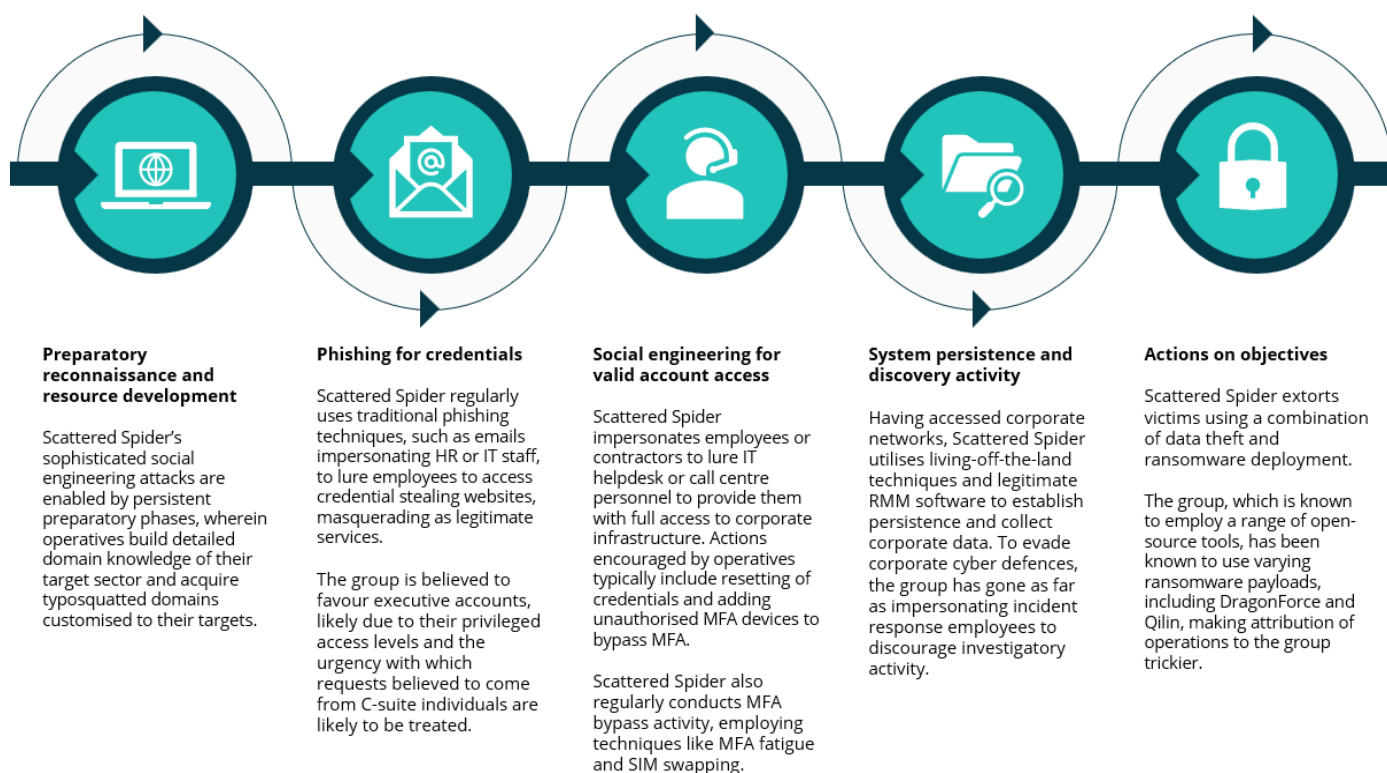 Preparatory
reconnaissance and
resource development
Scattered Spider's
sophisticated social
engineering attacks are
enabled by persistent
preparatory phases, wherein
operatives build detailed
domain knowledge of their
target sector and acquire
typosquatted domains
customised to their targets.
Phishing for credentials
Scattered Spider regularly
uses traditional phishing
techniques, such as emails
impersonating HR or IT staff,
to lure employees to access
credential stealing websites,
masquerading as legitimate
services.
The group is believed to
favour executive accounts,
likely due to their privileged
access levels and the
urgency with which
requests believed to come
from C-suite individuals are
likely to be treated.
Social engineering for
valid account access
Scattered Spider
impersonates employees or
contractors to lure IT
helpdesk or call centre
personnel to provide them
with full access to corporate
infrastructure. Actions
encouraged by operatives
typically include resetting of
credentials and adding
unauthorised MFA devices to
bypass MFA.
Scattered Spider also
regularly conducts MFA
bypass activity, employing
techniques like MFA fatigue
and SIM swapping.
System persistence and
discovery activity
Having accessed corporate
networks, Scattered Spider
utilises living-off-the-land
techniques and legitimate
RMM software to establish
persistence and collect
corporate data. To evade
corporate cyber defences,
the group has gone as far
as impersonating incident
response employees to
discourage investigatory
activity.
Actions on objectives
Scattered Spider extorts
victims using a combination
of data theft and
ransomware deployment.
The group, which is known
to employ a range of open-
source tools, has been
known to use varying
ransomware payloads,
including DragonForce and
Qilin, making attribution of
operations to the group
trickier.